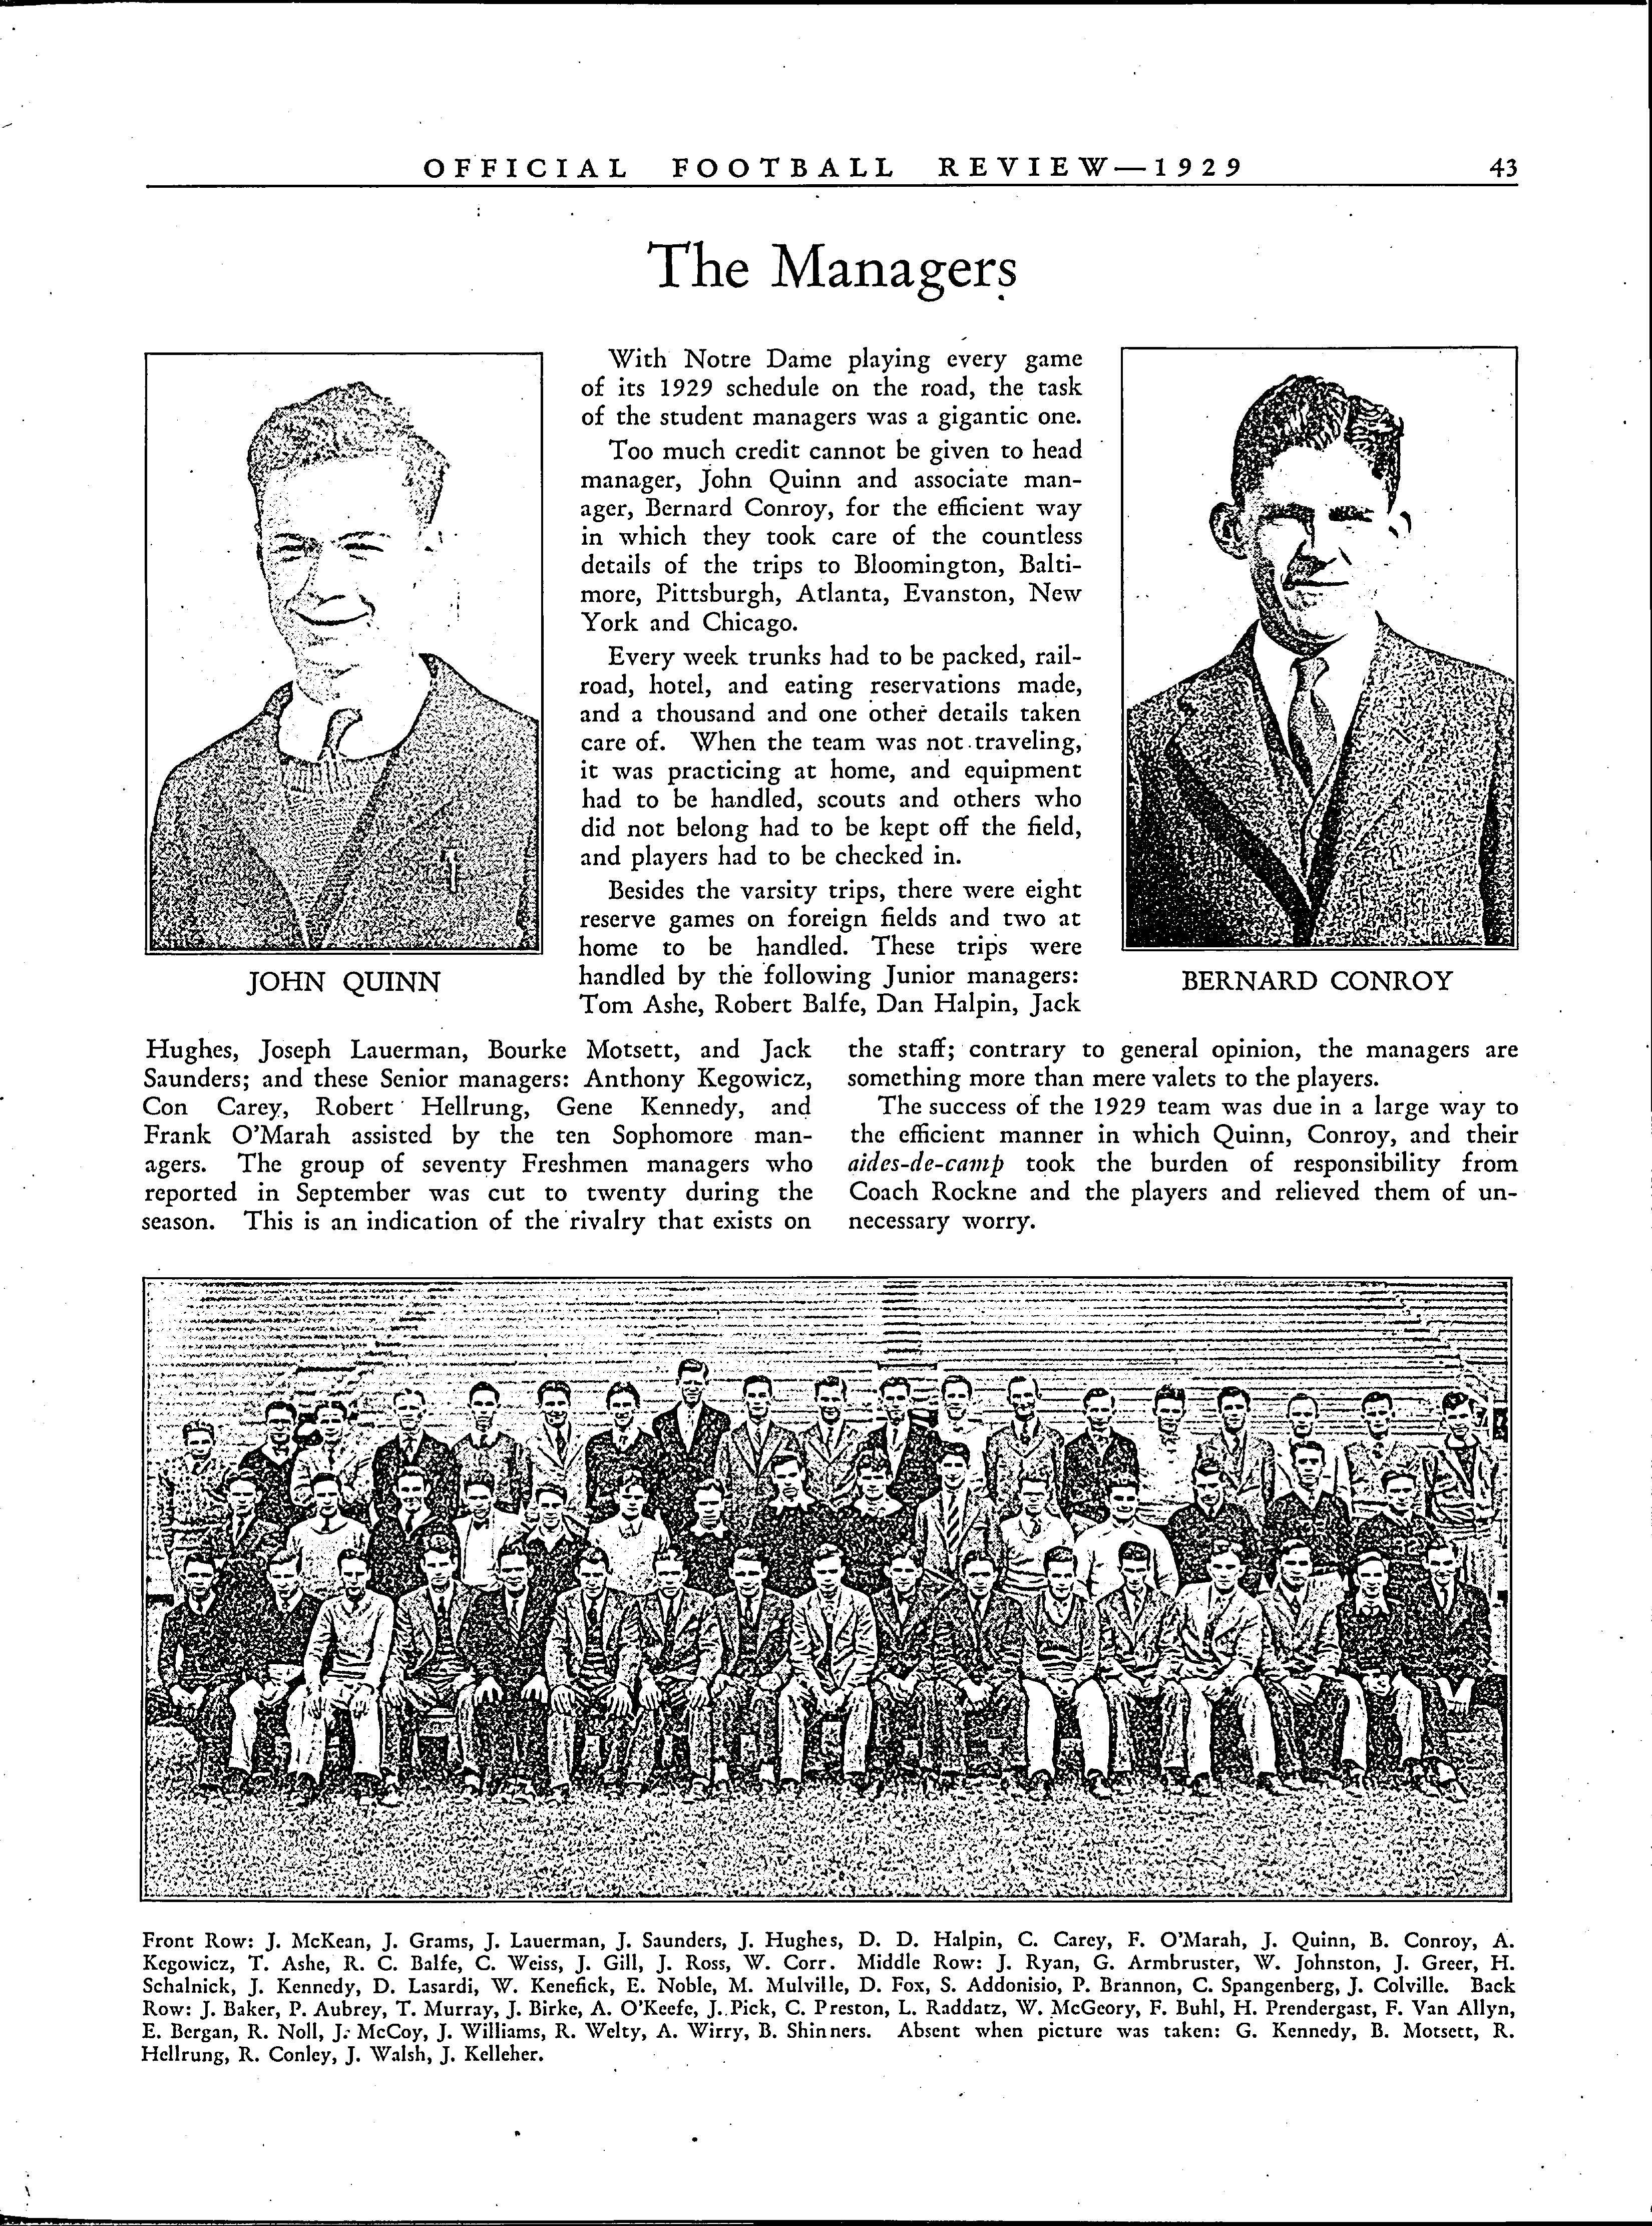 OFFICIAL FOOTBALL REVIEW—1929 43
The Managers
With Notre Dame playing every game
of its 1929 schedule on the road, the task
of the student managers was a gigantic one.
Too much credit cannot be given to head
manager, John Quinn and associate man-
ager, Bernard Conroy, for the efficient way
in which they took care of the countless
details of the trips to Bloomington, Balti-
more, Pittsburgh, Atlanta, Evanston, New
York and Chicago.
Every week trunks had to be packed, rail-
road, hotel, and eating reservations made,
and a thousand and one other details taken
care of. When the team was not traveling,
it was practicing at home, and equipment
had to be handled, scouts and others who
did not belong had to be kept off the field,
and players had to be checked in.
Besides the varsity trips, there were eight
reserve games on foreign fields and two at
home to be handled. These trips were
handled by the following Junior managers:
Tom Ashe, Robert Balfe, Dan Halpin, Jack
JOHN QUINN
BERNARD CONROY
Hughes, Joseph Lauerman, Bourke Motsett, and Jack
Saunders; and these Senior managers: Anthony Kegowicz,
Con Carey, Robert Hellrung, Gene Kennedy, and
Frank O'Marah assisted by the ten Sophomore man-
agers. The group of seventy Freshmen managers who
reported in September was cut to twenty during the
season. This is an indication of the rivalry that exists on
the staff; contrary to general opinion, the managers are
something more than mere valets to the players.
The success of the 1929 team was due in a large way to
the efficient manner in which Quinn, Conroy, and their
aides-de-camp took the burden of responsibility from
Coach Rockne and the players and relieved them of un-
necessary worry.
Front Row: J. McKean, J. Grams, J. Lauerman, J. Saunders, J. Hughes, D. D. Halpin, C. Carey, F. O'Marah, J. Quinn, B. Conroy, A.
Kegowicz, T. Ashe, R. C. Balfe, C. Weiss, J. Gill, J. Ross, W. Corr. Middle Row: J. Ryan, G. Armbruster, W. Johnston, J. Greer, H.
Schalnick, J. Kennedy, D. Lasardi, W. Kenefick, E. Noble, M. Mulville, D. Fox, S. Addonisio, P. Brannon, C. Spangenberg, J. Colville. Back
Row: J. Baker, P. Aubrey, T. Murray, J. Birke, A. O'Keefe, J. Pick, C. Preston, L. Raddatz, W. McGeory, F. Buhl, H. Prendergast, F. Van Allyn,
E. Bergan, R. Noll, J. McCoy, J. Williams, R. Welty, A. Wirry, B. Shinners. Absent when picture was taken: G. Kennedy, B. Motsett, R.
Hellrung, R. Conley, J. Walsh, J. Kelleher.